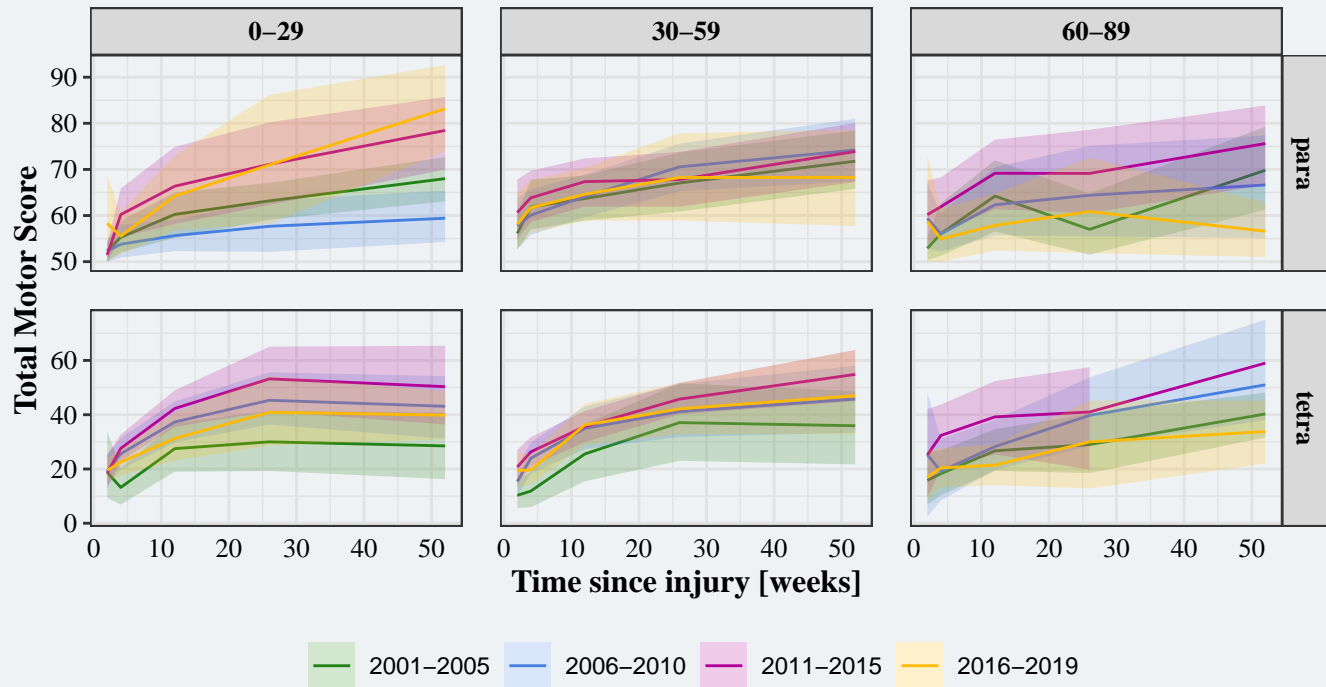 0–29 30–59 60–89
Total Motor Score
90
80
70
60
50
para
60
40
20
0
tetra
0 10 20 30 40 50 0 10 20 30 40 50 0 10 20 30 40 50
Time since injury [weeks]
2001–2005 2006–2010 2011–2015 2016–2019